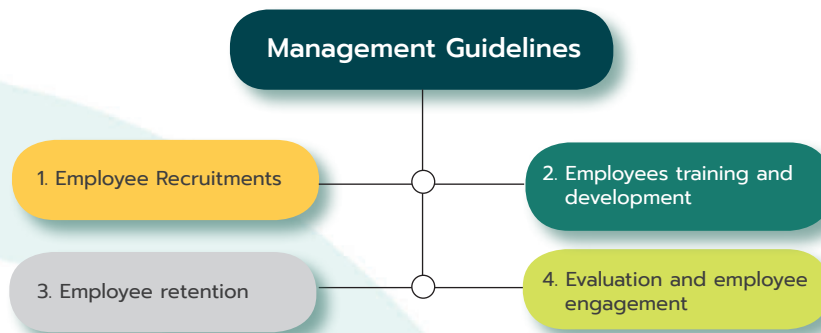 Management Guidelines
1. Employee Recruitments
2. Employees training and
development
3. Employee retention
4. Evaluation and employee
engagement